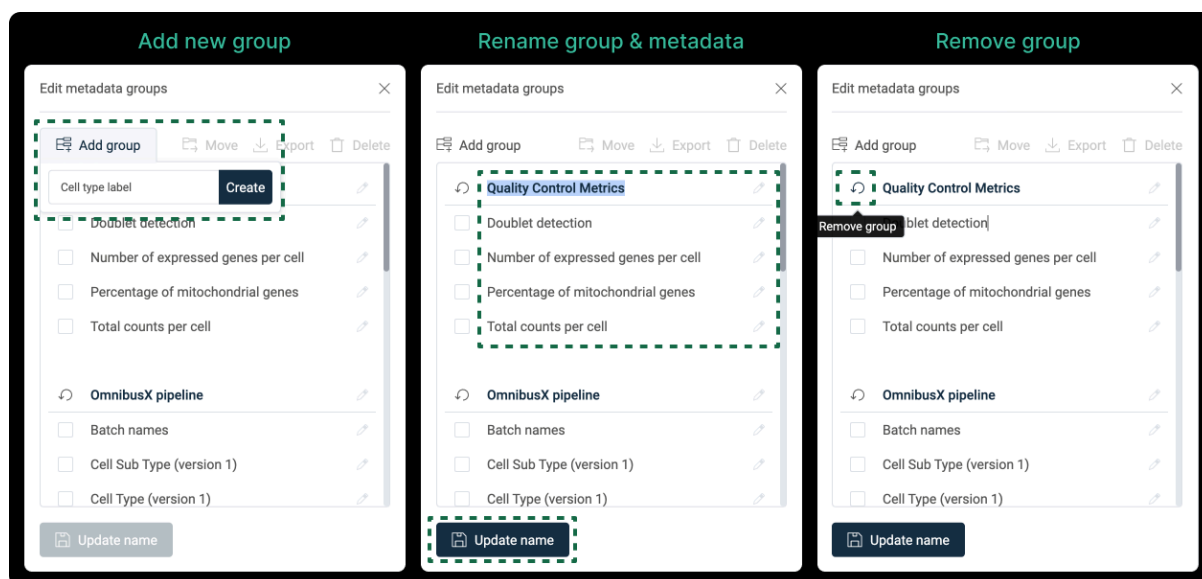 Add new group
Edit metadata groups
Add group
Move
Export
Delete
Cell type label
Create
Doublet detection
Number of expressed genes per cell
Percentage of mitochondrial genes
Total counts per cell
OmnibusX pipeline
Batch names
Cell Sub Type (version 1)
Cell Type (version 1)
Update name
Rename group & metadata
Edit metadata groups
Add group
Move
Export
Delete
Quality Control Metrics
Doublet detection
Number of expressed genes per cell
Percentage of mitochondrial genes
Total counts per cell
OmnibusX pipeline
Batch names
Cell Sub Type (version 1)
Cell Type (version 1)
Update name
Remove group
Edit metadata groups
Add group
Move
Export
Delete
Quality Control Metrics
Remove group
blet detection
Number of expressed genes per cell
Percentage of mitochondrial genes
Total counts per cell
OmnibusX pipeline
Batch names
Cell Sub Type (version 1)
Cell Type (version 1)
Update name